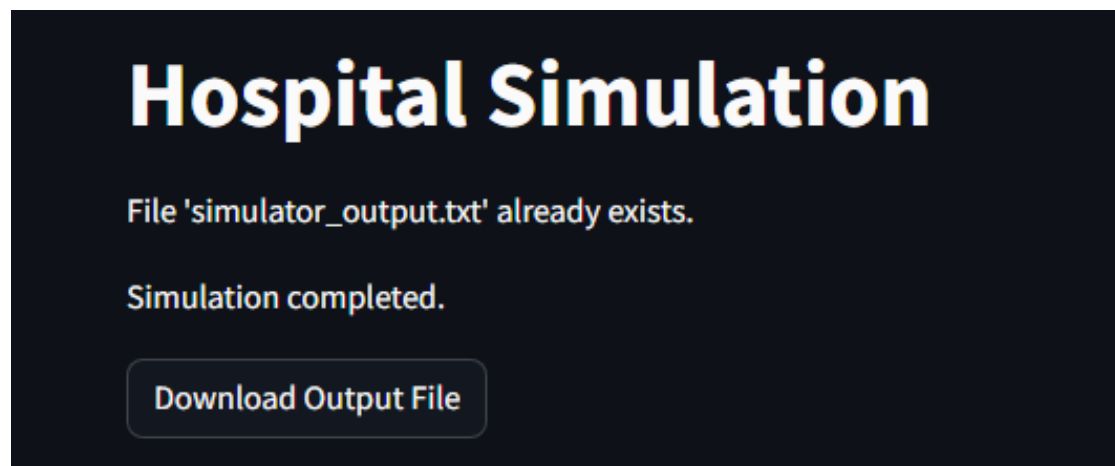 Hospital Simulation
File 'simulator_output.txt' already exists.
Simulation completed.
Download Output File